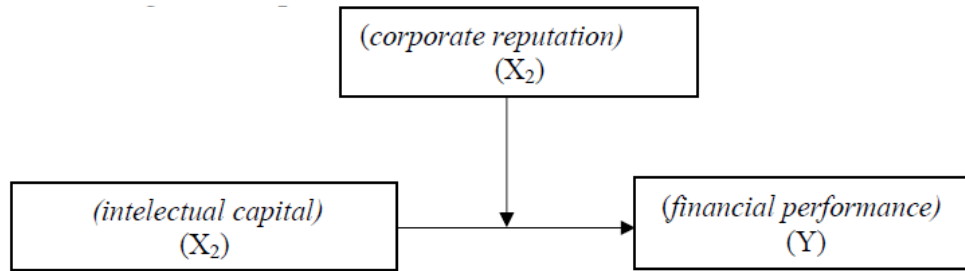 (corporate reputation)
(X₂)
(intelectual capital)
(X₂)
(financial performance)
(Y)